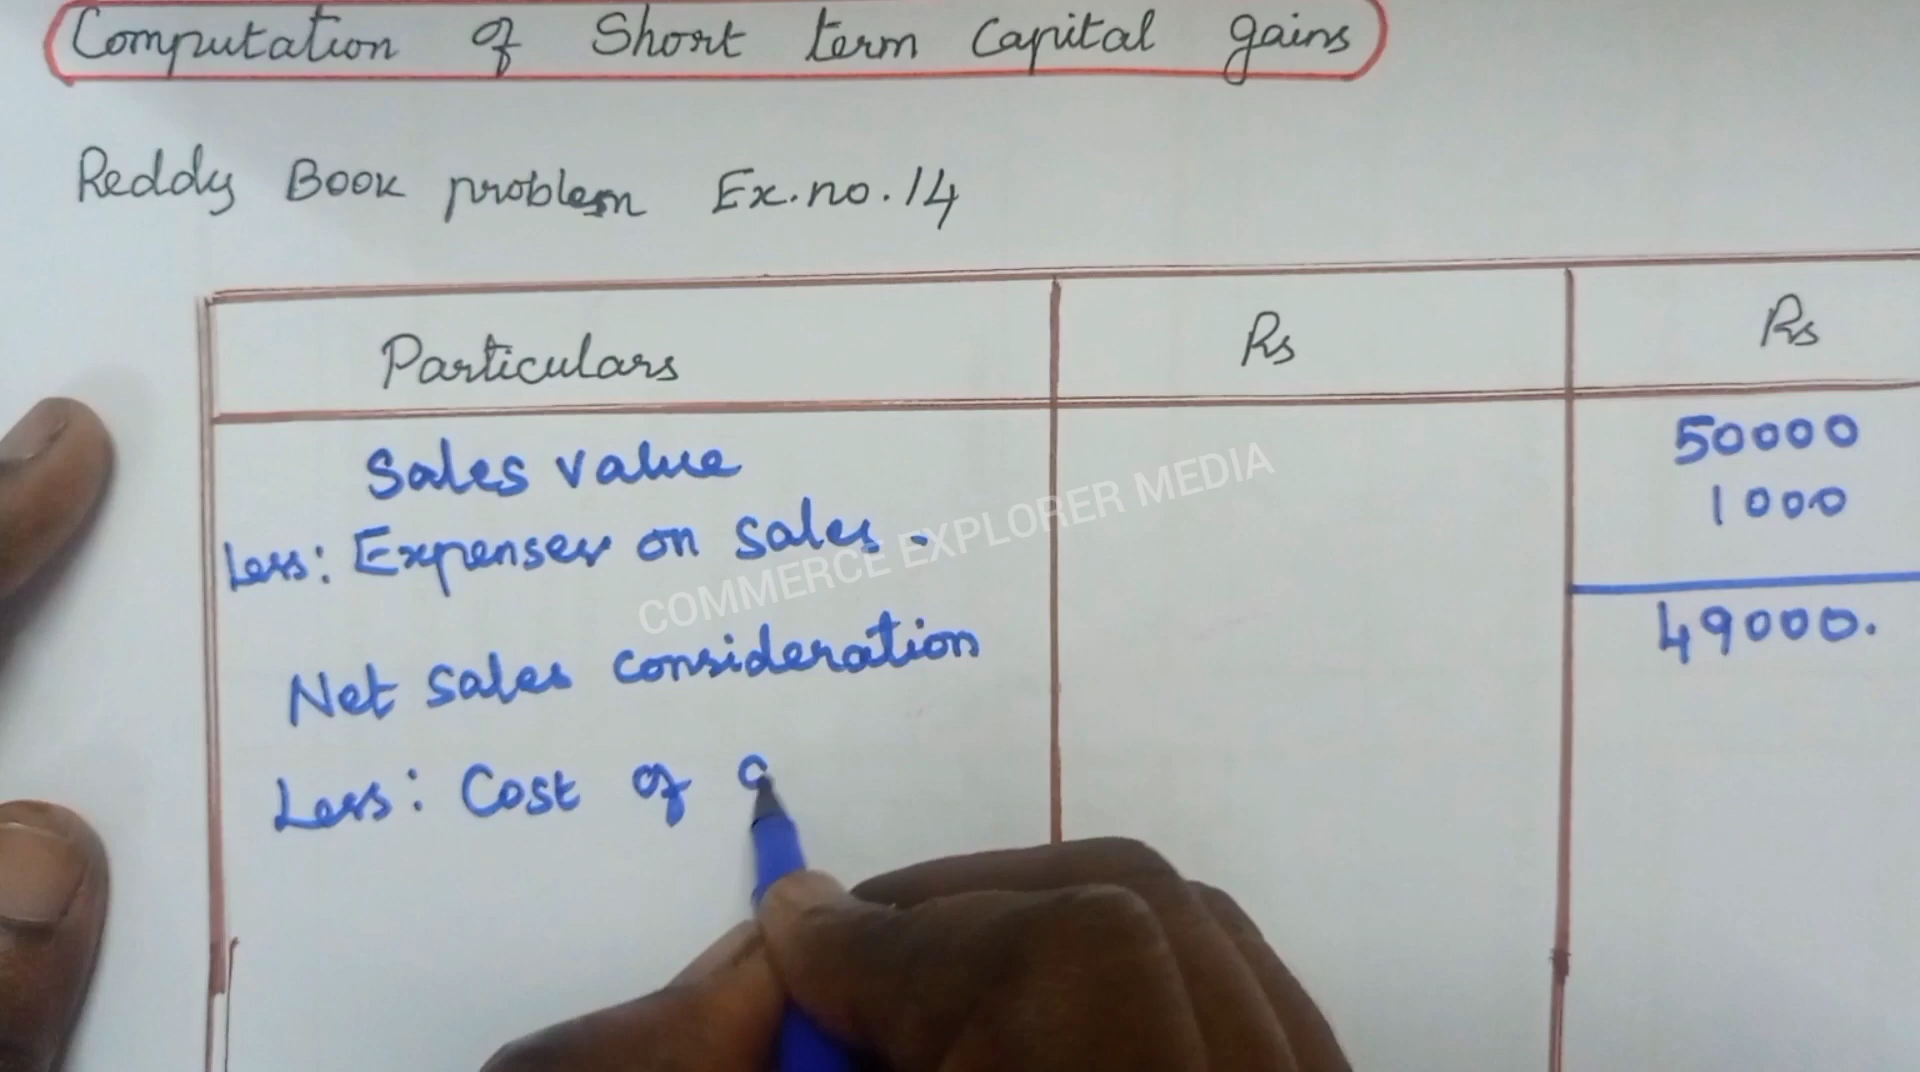 Computation of Short term Capital gains
Reddy Book problem Ex.no.14
Particulars Rs Rs
Sales value 50000
Less: Expenses on sales. 1000
COMMERCE EXPLORER MEDIA
Net sales consideration 49000.
Less: Cost of